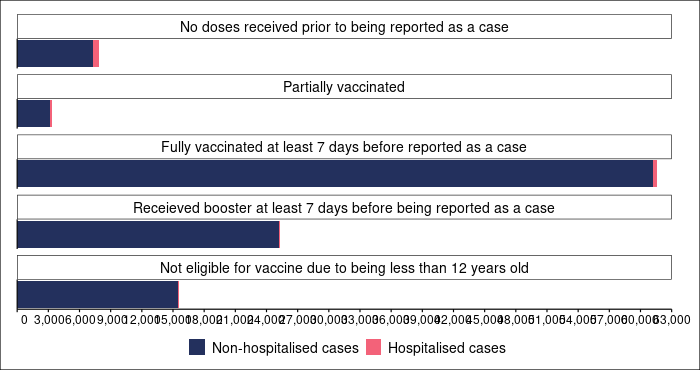 No doses received prior to being reported as a case
Partially vaccinated
Fully vaccinated at least 7 days before reported as a case
Receieved booster at least 7 days before being reported as a case
Not eligible for vaccine due to being less than 12 years old
0 3,000 6,000 9,000 12,000 15,000 18,000 21,000 24,000 27,000 30,000 33,000 36,000 39,000 42,000 45,000 48,000 51,000 54,000 57,000 60,000 63,000
Non-hospitalised cases Hospitalised cases